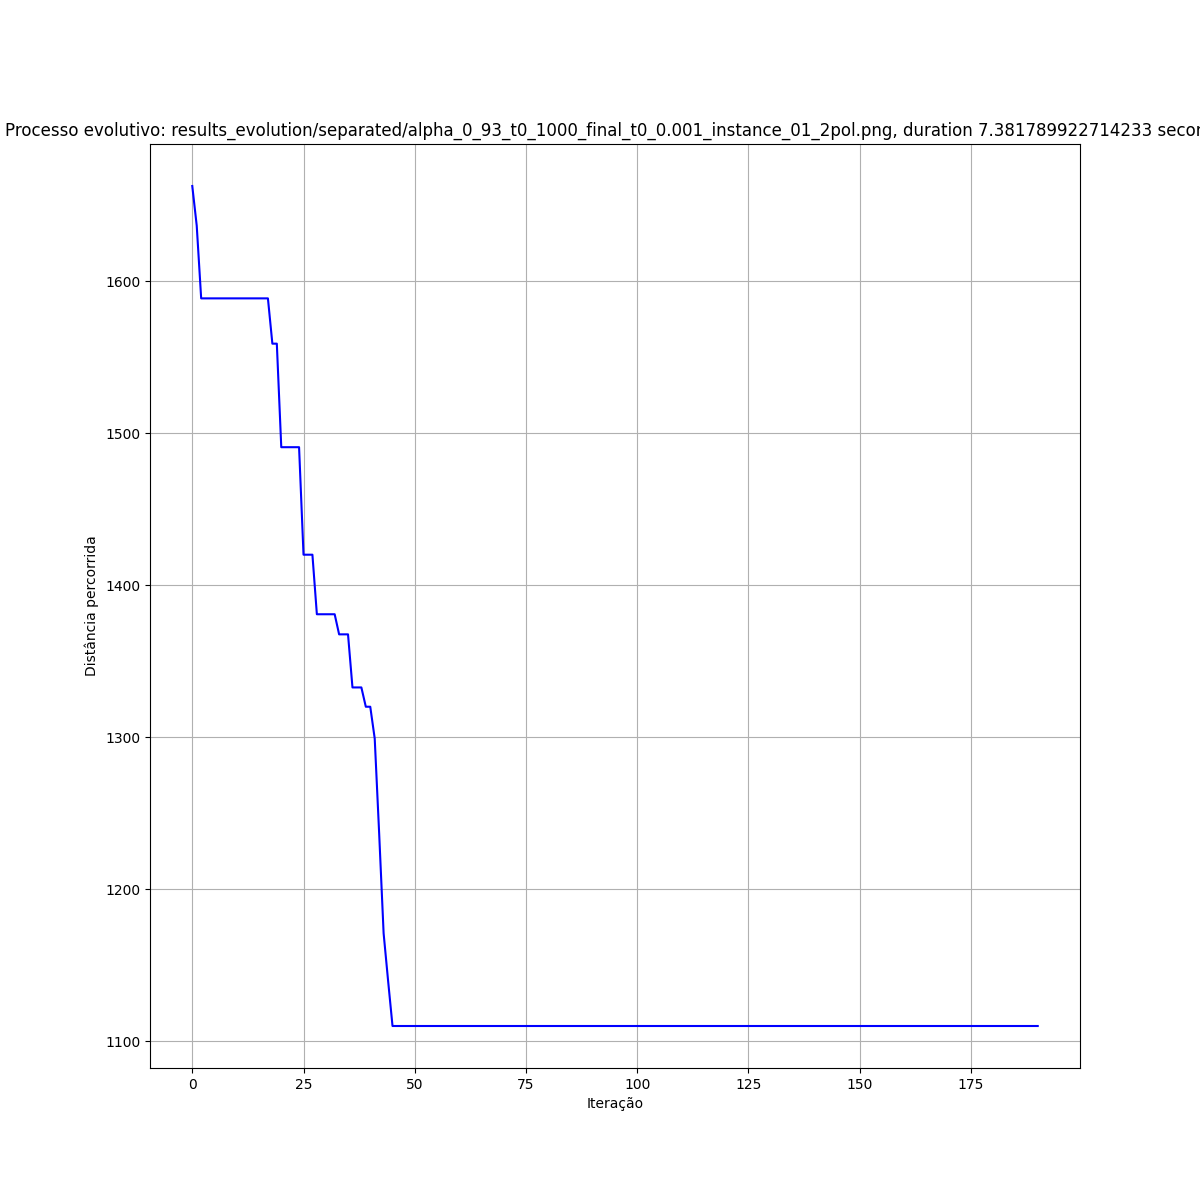 Processo evolutivo: results_evolution/separated/alpha_0_93_t0_1000_final_t0_0.001_instance_01_2pol.png, duration 7.381789922714233 secon
1600
1500
1400
1300
1200
1100
Distância percorrida
0 25 50 75 100 125 150 175
Iteração